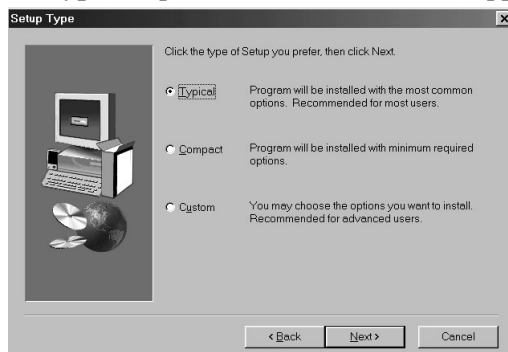 Setup Type
Click the type of Setup you prefer, then click Next.
Typical Program will be installed with the most common
options. Recommended for most users.
Compact Program will be installed with minimum required
options.
Custom You may choose the options you want to install.
Recommended for advanced users.
< Back Next > Cancel